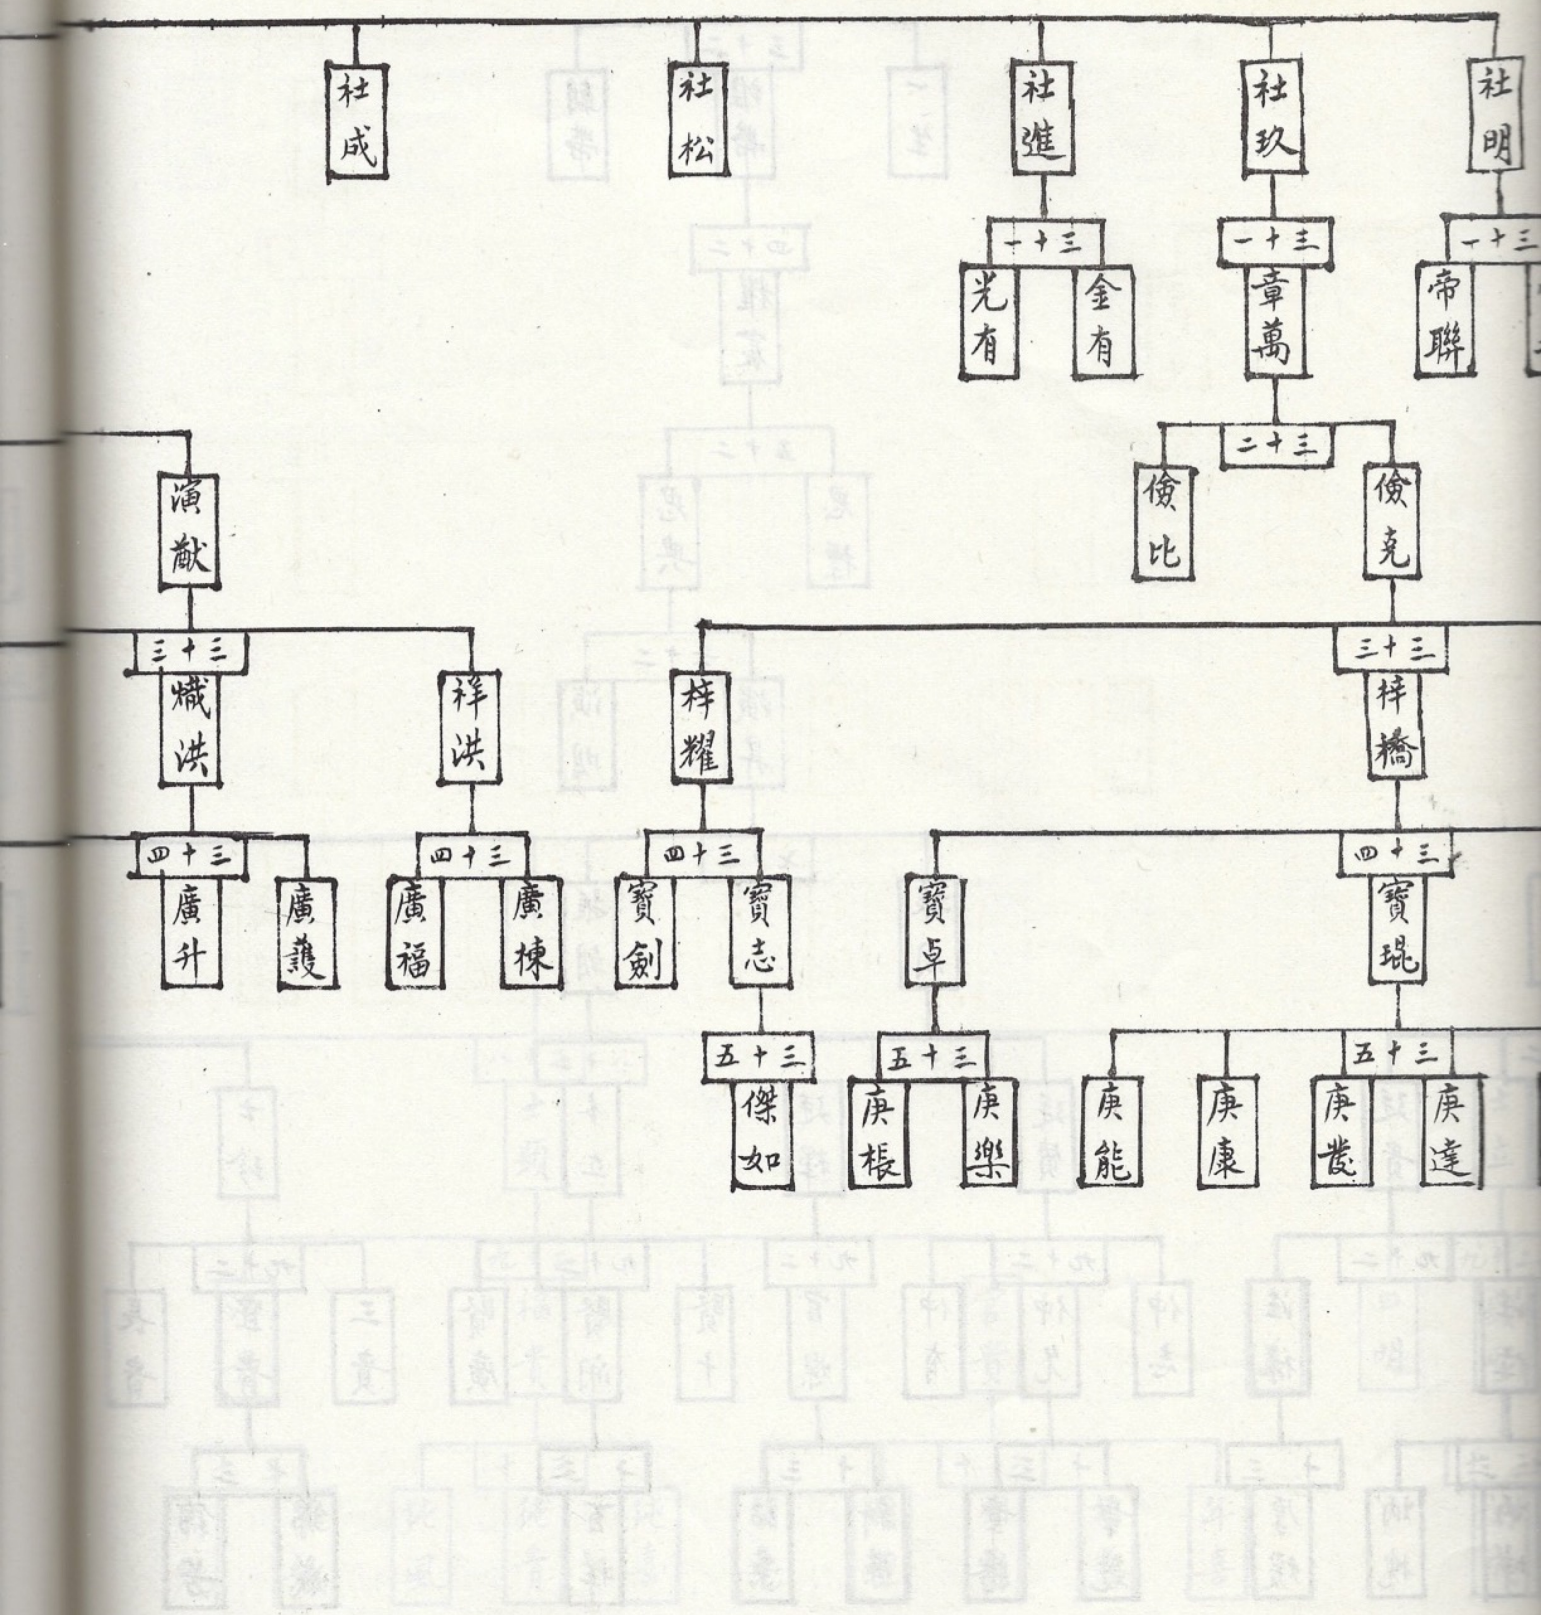 社明
社玖
社進
社松
社成
三十一
三十一
三十一
帝聯
章萬
金有
光有
三十二
儉克
儉比
演猷
三十三
三十三
梓橋
梓耀
祥洪
熾洪
三十四
三十四
三十四
三十四
寶琨
寶卓
寶志
寶劍
廣棟
廣福
廣護
廣升
三十五
三十五
三十五
庚達
庚發
庚康
庚能
庚樂
庚棖
傑如